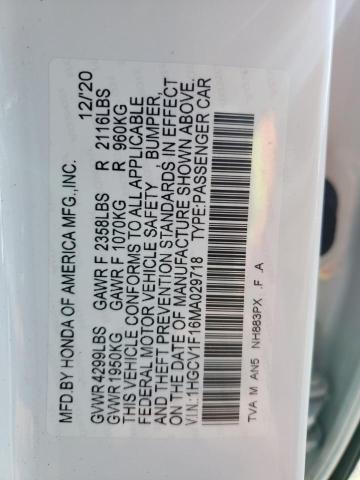 MFD.BY HONDA OF AMERICA MFG.,INC. 12/'20
GVWR 4299LBS GAWR F 2358LBS R 2116LBS
GVWR 1950KG GAWR F 1070KG R 960KG
THIS VEHICLE CONFORMS TO ALL APPLICABLE
FEDERAL MOTOR VEHICLE SAFETY , BUMPER,
AND THEFT PREVENTION STANDARDS IN EFFECT
ON THE DATE OF MANUFACTURE SHOWN ABOVE.
V.I.N.:1HGCV1F16MA029718 TYPE:PASSENGER CAR
TVA M AN5 NH883PX .F .A